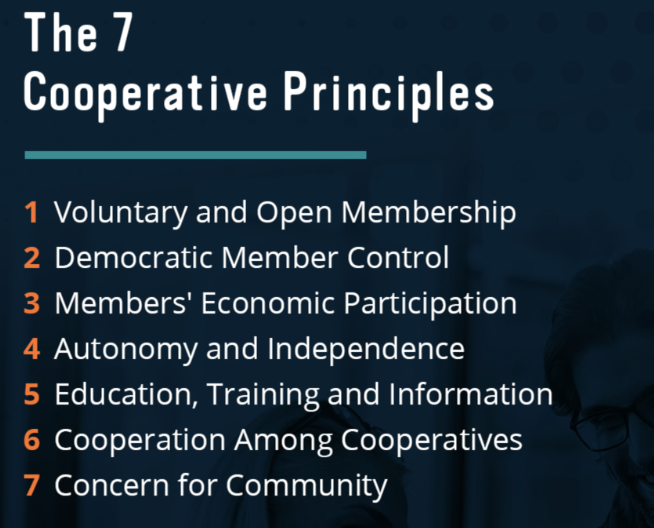 The 7
Cooperative Principles
1 Voluntary and Open Membership
2 Democratic Member Control
3 Members' Economic Participation
4 Autonomy and Independence
5 Education, Training and Information
6 Cooperation Among Cooperatives
7 Concern for Community